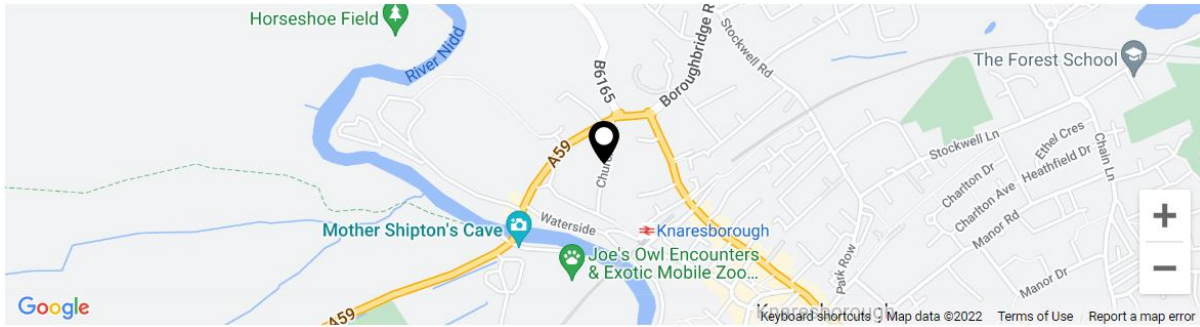 Horseshoe Field
River Nidd
B6165
Boroughbridge R
Stockwell Rd
The Forest School
A59
Church
Stockwell Ln
Ethel Cres
Heathfield Dr
Chain Ln
Charlton Dr
Charlton Ave
Manor Rd
Waterside
Mother Shipton's Cave
Knaresborough
Joe's Owl Encounters
& Exotic Mobile Zoo...
Park Row
Manor Dr
+
−
Google
A59
Knaresborough
Keyboard shortcuts
Map data ©2022
Terms of Use
Report a map error